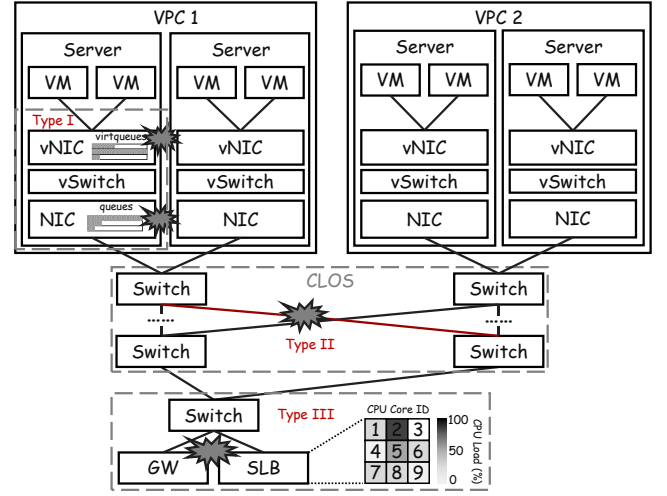 VPC 1
VPC 2
Server
Server
Server
Server
VM VM
VM VM
VM VM
VM VM
Type I
virtqueues
vNIC
vNIC
vNIC
vNIC
vSwitch
vSwitch
vSwitch
vSwitch
queues
NIC
NIC
NIC
NIC
CLOS
Switch
Switch
......
......
Type II
Switch
Switch
Switch
Type III
GW
SLB
CPU Core ID
1 2 3
4 5 6
7 8 9
100
50
0
CPU Load (%)